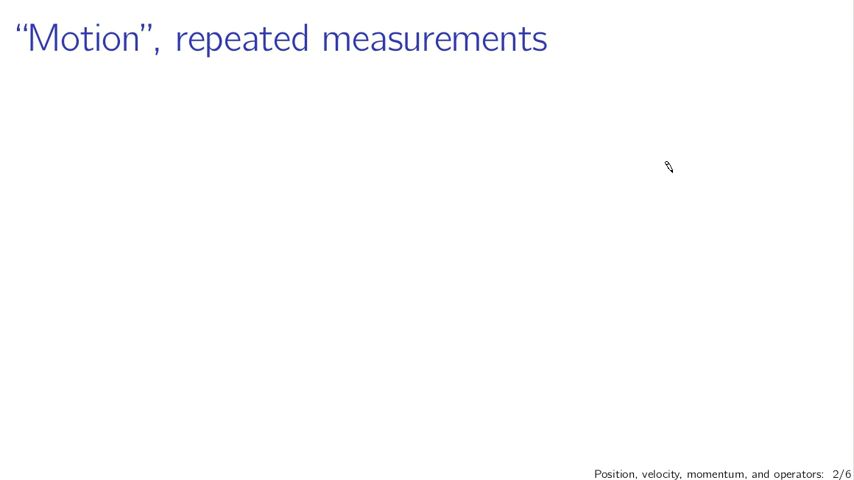 “Motion”, repeated measurements
Position, velocity, momentum, and operators: 2/6